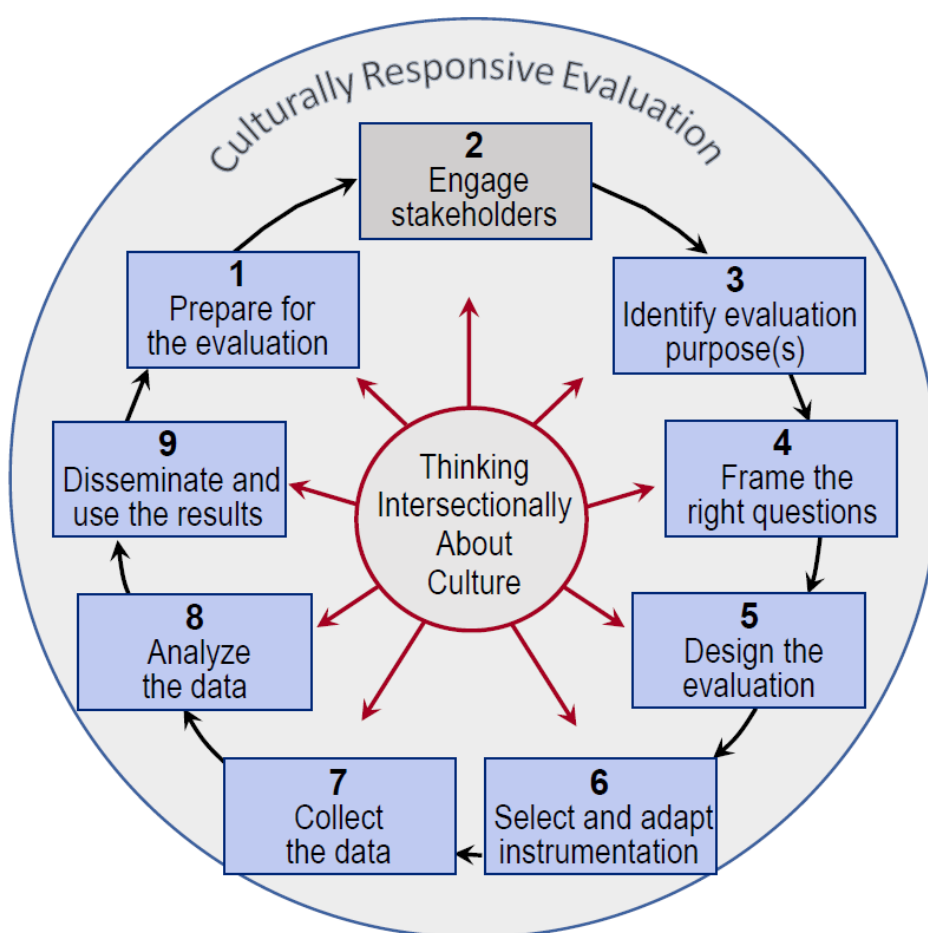 Culturally Responsive Evaluation
1
Prepare for
the evaluation
2
Engage
stakeholders
3
Identify evaluation
purpose(s)
4
Frame the
right questions
5
Design the
evaluation
6
Select and adapt
instrumentation
7
Collect
the data
8
Analyze
the data
9
Disseminate and
use the results
Thinking
Intersectionally
About
Culture